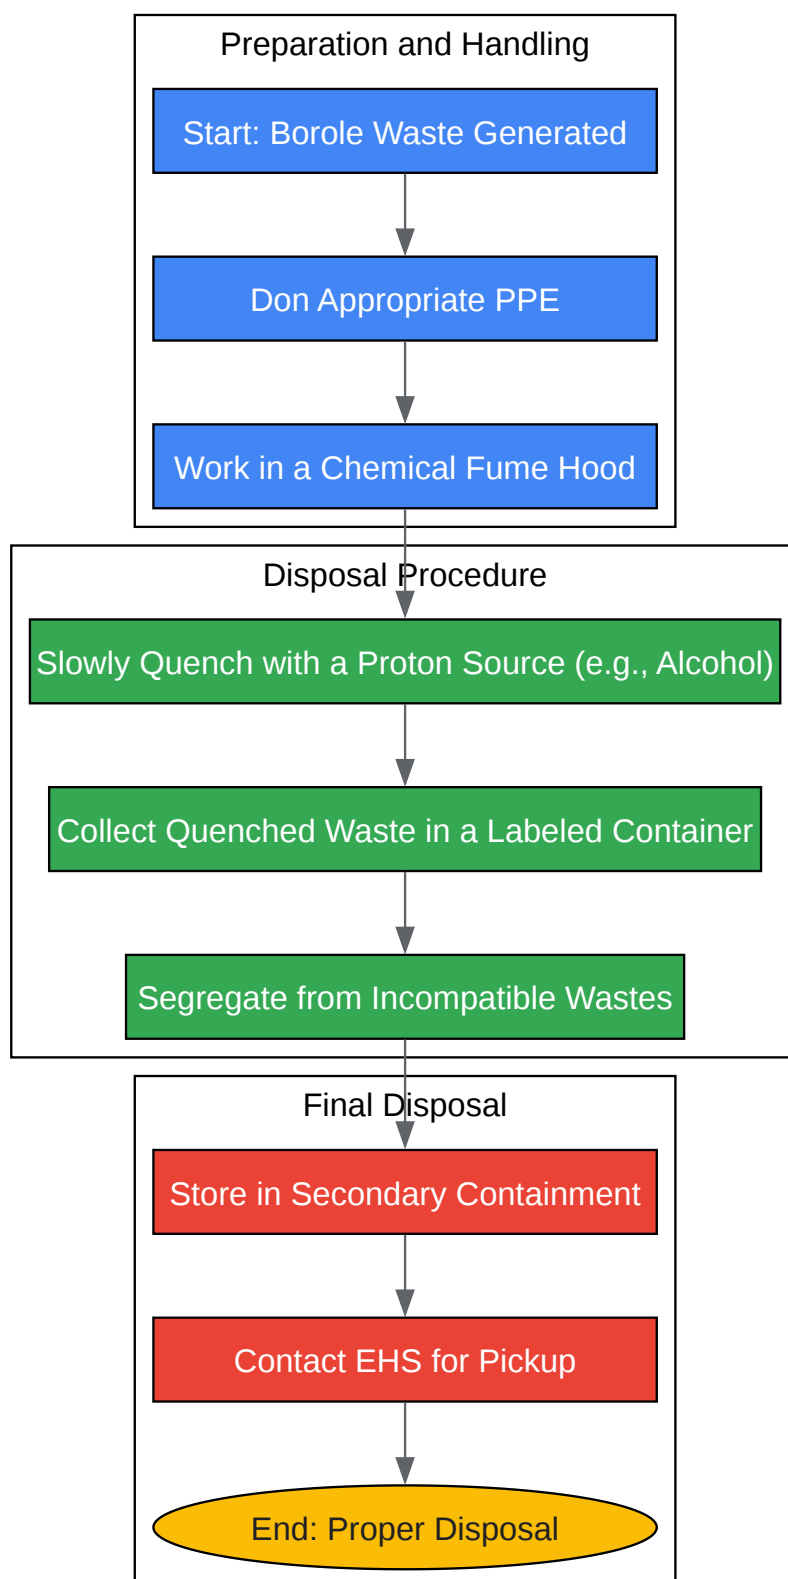 Preparation and Handling
Start: Borole Waste Generated
Don Appropriate PPE
Work in a Chemical Fume Hood
Disposal Procedure
Slowly Quench with a Proton Source (e.g., Alcohol)
Collect Quenched Waste in a Labeled Container
Segregate from Incompatible Wastes
Final Disposal
Store in Secondary Containment
Contact EHS for Pickup
End: Proper Disposal